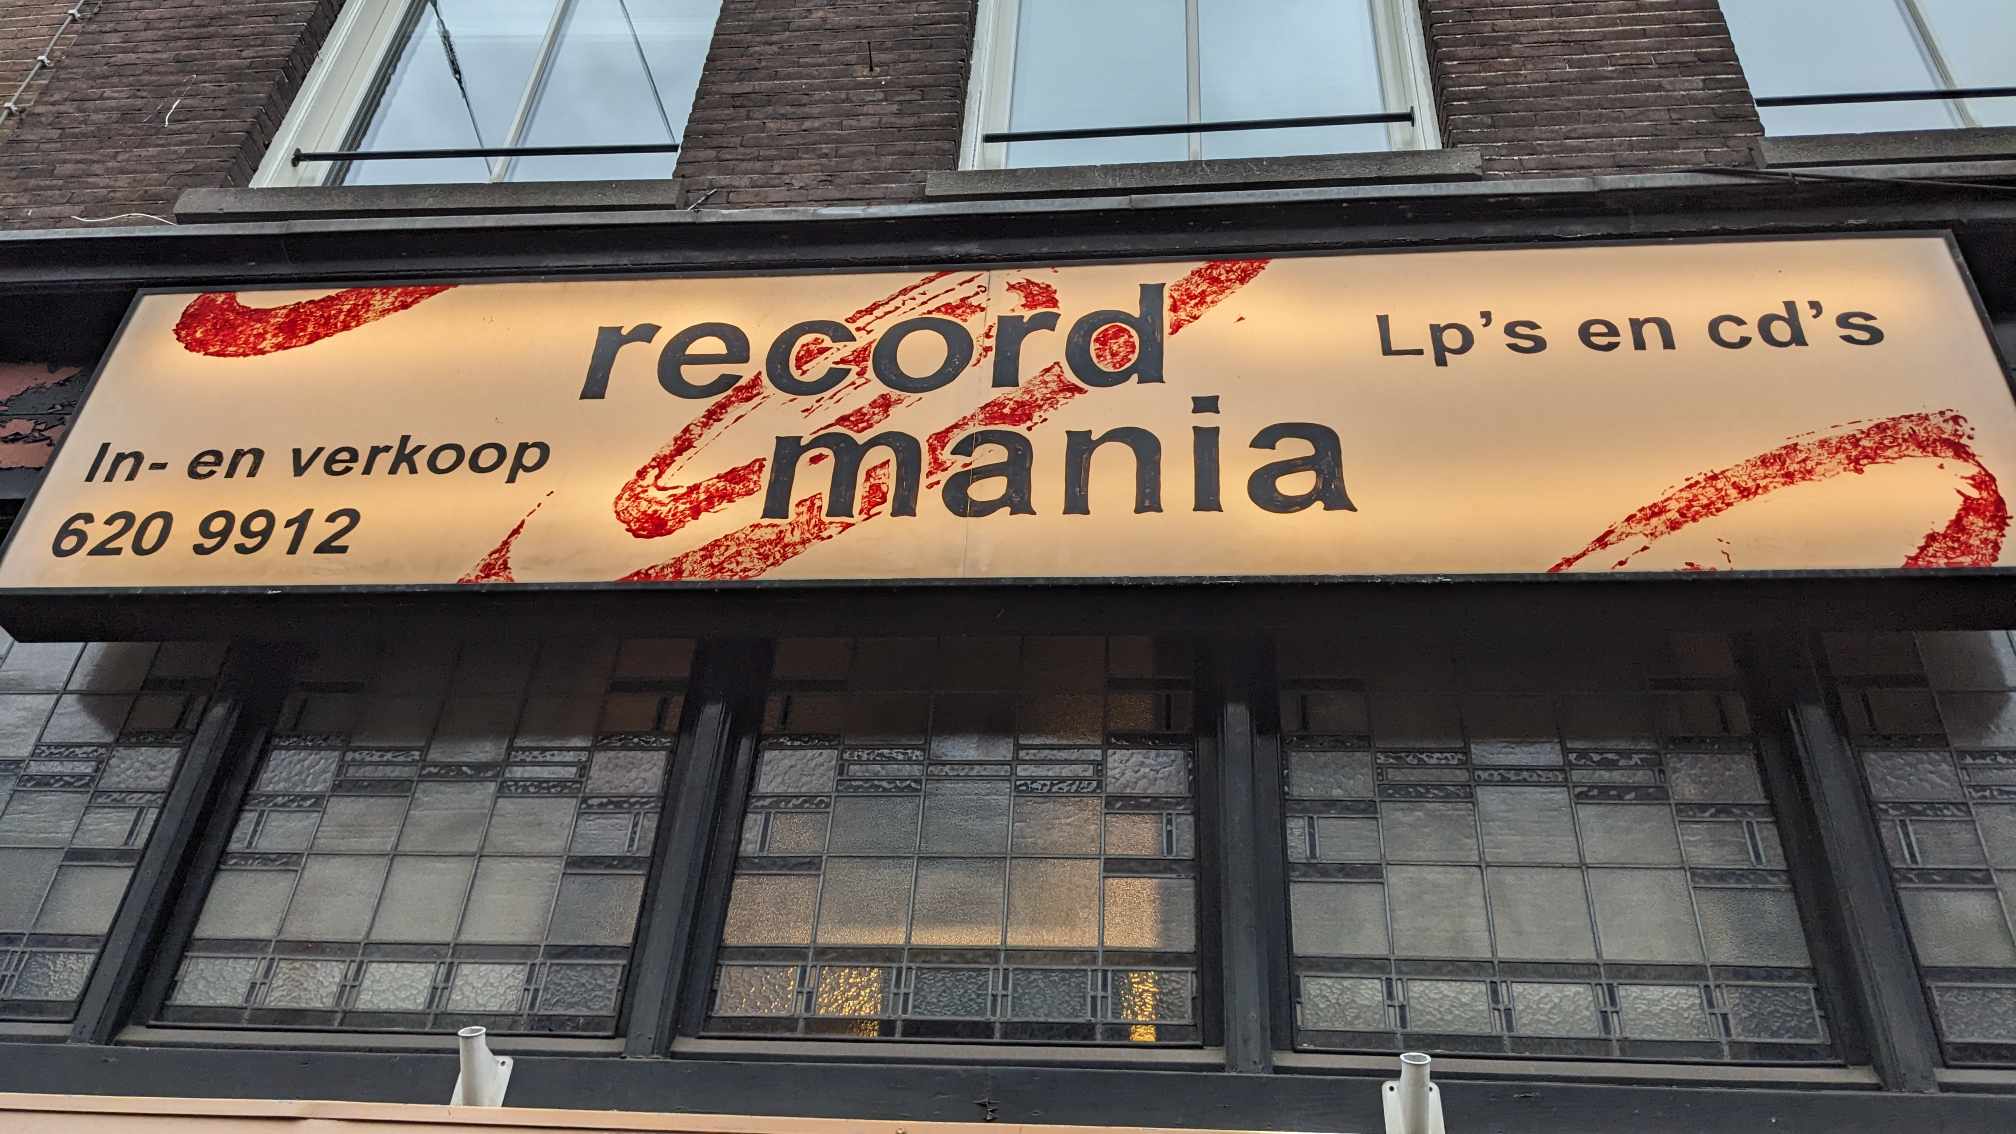 record
mania
Lp's en cd's
In- en verkoop
620 9912